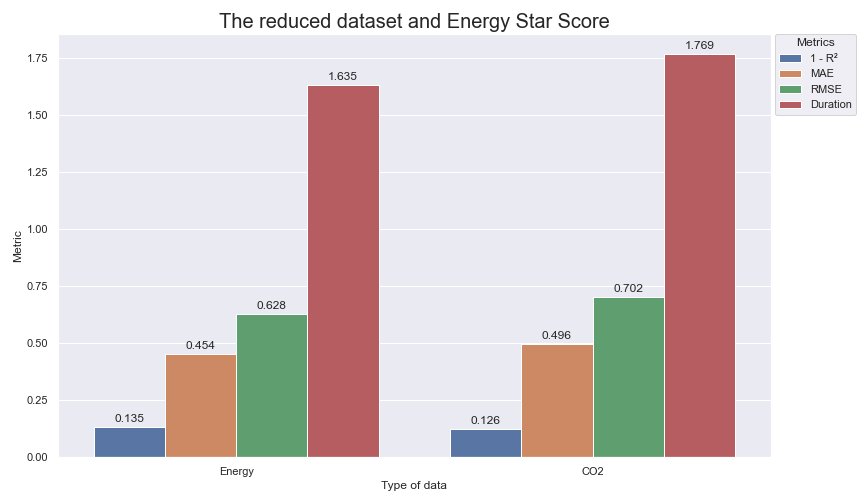 The reduced dataset and Energy Star Score
Metrics
1 - R²
MAE
RMSE
Duration
Metric
1.75
1.50
1.25
1.00
0.75
0.50
0.25
0.00
0.135
0.454
0.628
1.635
0.126
0.496
0.702
1.769
Energy
CO2
Type of data